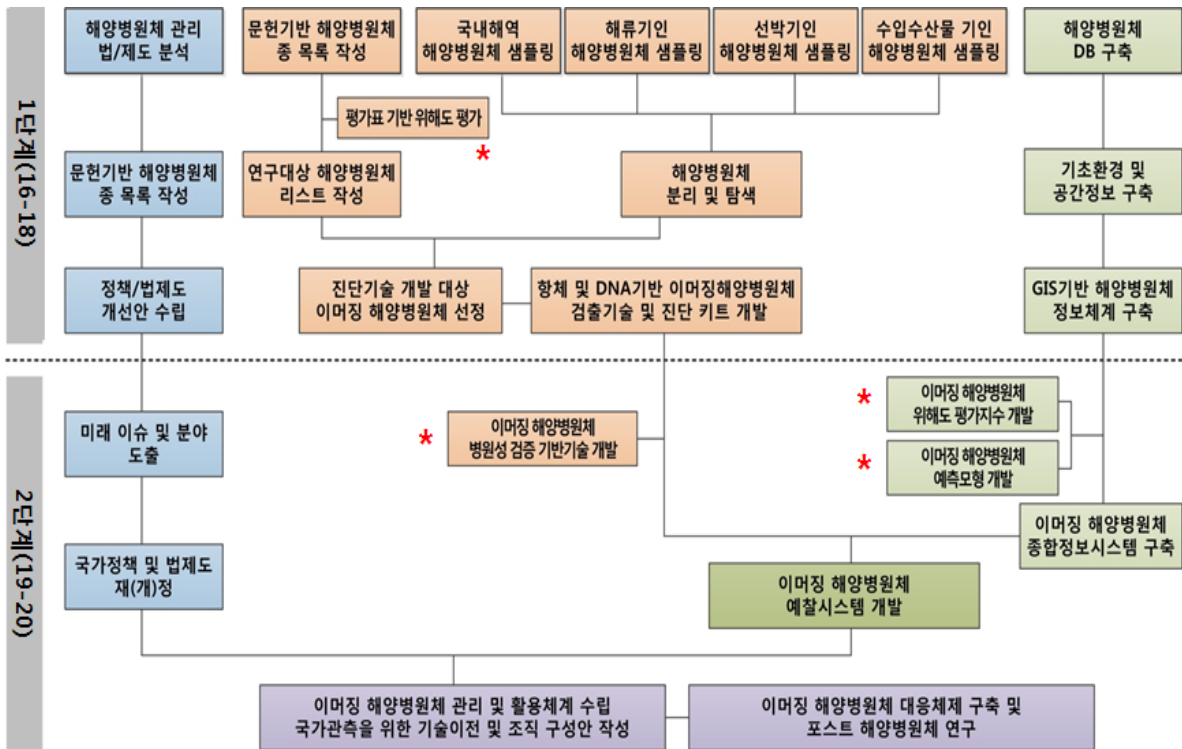 1단계(16-18)
해양병원체 관리
법/제도 분석
문헌기반 해양병원체
종 목록 작성
국내해역
해양병원체 샘플링
해류기인
해양병원체 샘플링
선박기인
해양병원체 샘플링
수입수산물 기인
해양병원체 샘플링
해양병원체
DB 구축
평가표 기반 위해도 평가
*
문헌기반 해양병원체
종 목록 작성
연구대상 해양병원체
리스트 작성
해양병원체
분리 및 탐색
기초환경 및
공간정보 구축
정책/법제도
개선안 수립
진단기술 개발 대상
이머징 해양병원체 선정
항체 및 DNA기반 이머징해양병원체
검출기술 및 진단 키트 개발
GIS기반 해양병원체
정보체계 구축
2단계(19-20)
미래 이슈 및 분야
도출
*
이머징 해양병원체
병원성 검증 기반기술 개발
*
이머징 해양병원체
위해도 평가지수 개발
*
이머징 해양병원체
예측모형 개발
이머징 해양병원체
종합정보시스템 구축
국가정책 및 법제도
재(개)정
이머징 해양병원체
예찰시스템 개발
이머징 해양병원체 관리 및 활용체계 수립
국가관측을 위한 기술이전 및 조직 구성안 작성
이머징 해양병원체 대응체제 구축 및
포스트 해양병원체 연구